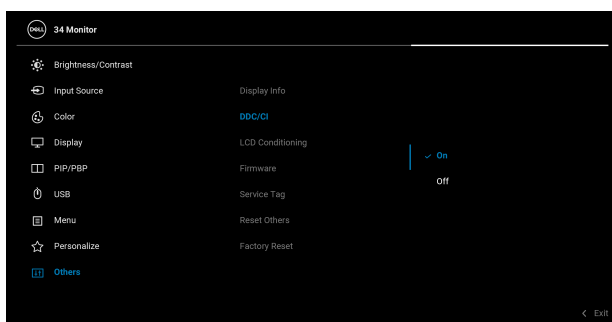 DELL 34 Monitor
Brightness/Contrast
Input Source
Display Info
Color
DDC/CI
Display
LCD Conditioning
On
PIP/PBP
Firmware
Off
USB
Service Tag
Menu
Reset Others
Personalize
Factory Reset
Others
Exit